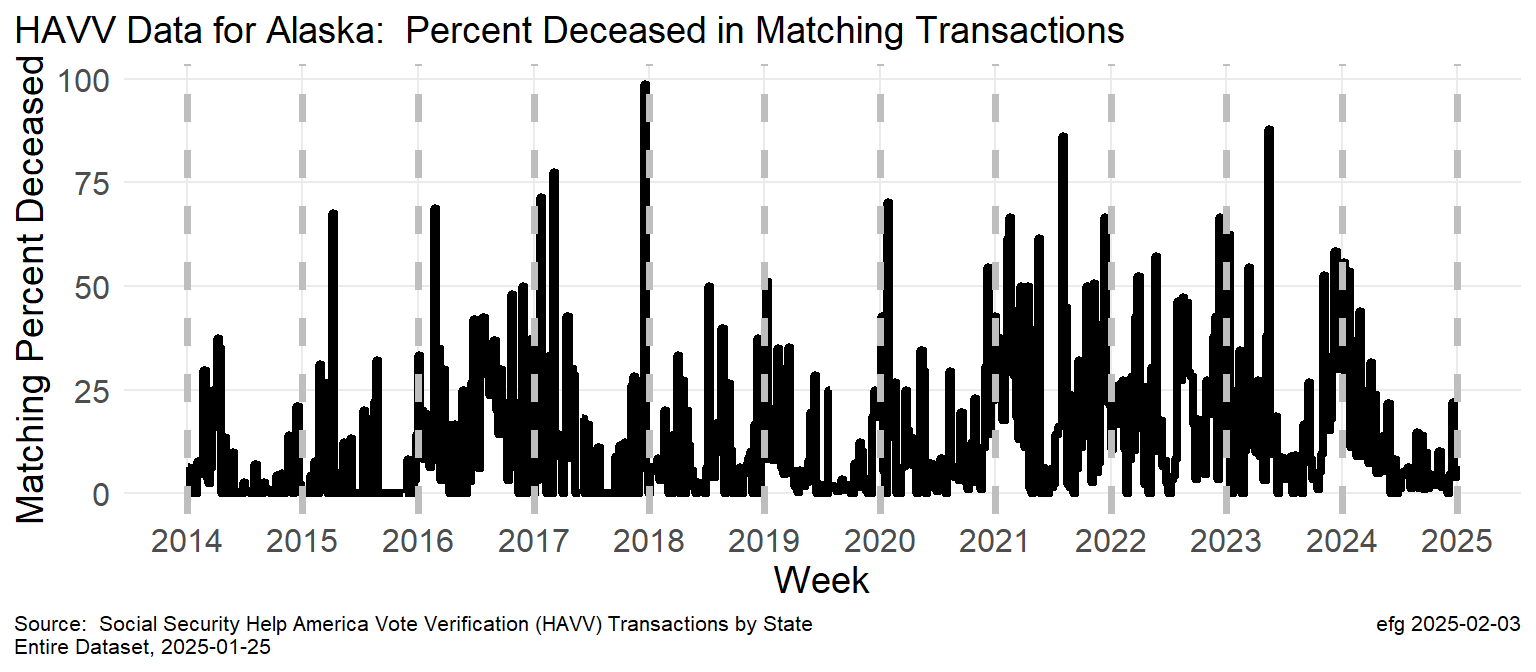 HAVV Data for Alaska:  Percent Deceased in Matching Transactions
Matching Percent Deceased
100
75
50
25
0
2014 2015 2016 2017 2018 2019 2020 2021 2022 2023 2024 2025
Week
Source:  Social Security Help America Vote Verification (HAVV) Transactions by State
Entire Dataset, 2025-01-25
efg 2025-02-03